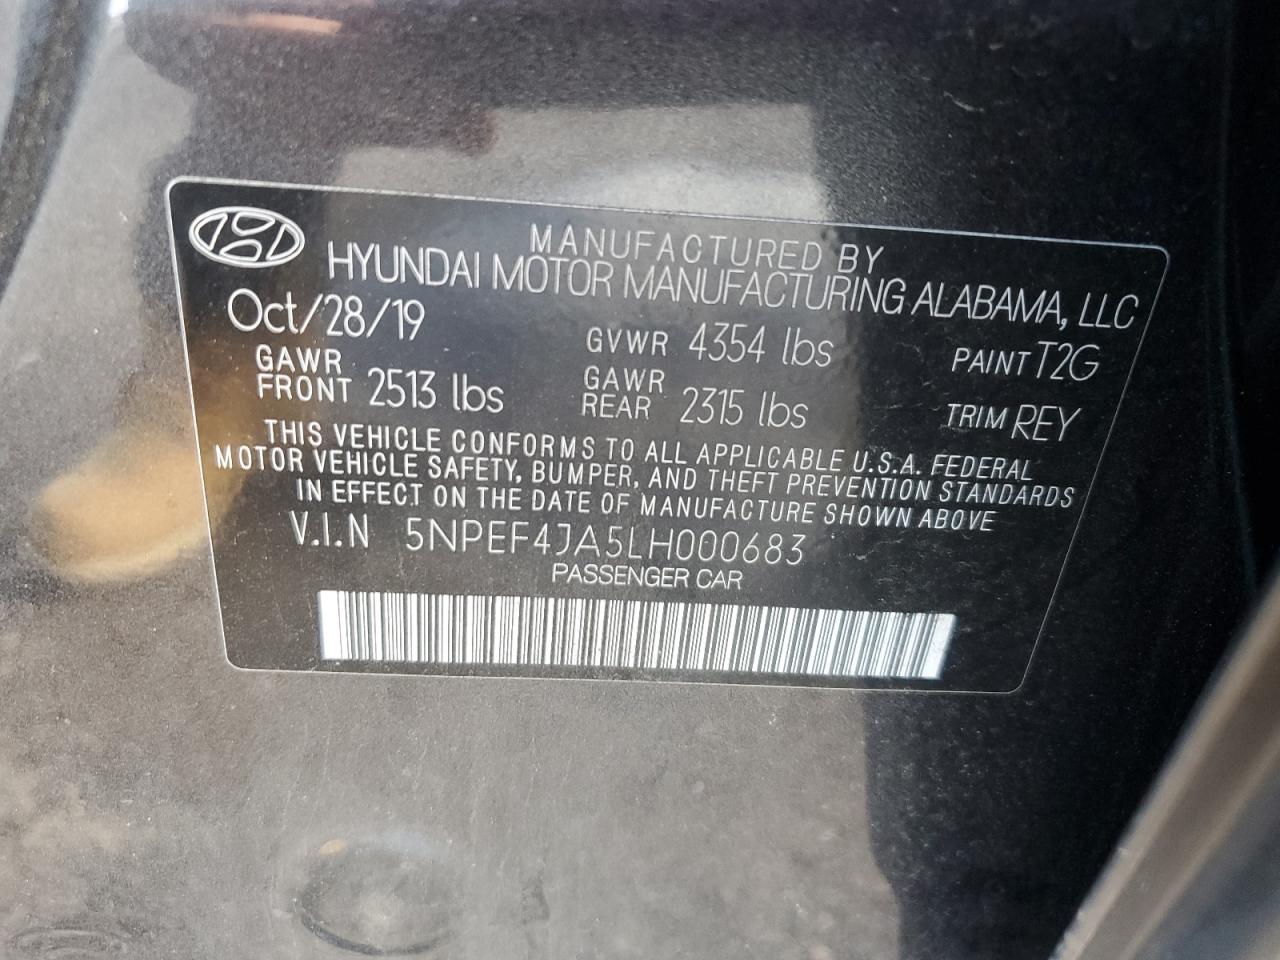 MANUFACTURED BY
HYUNDAI MOTOR MANUFACTURING ALABAMA, LLC
Oct/28/19 GVWR 4354 lbs PAINT T2G
GAWR FRONT 2513 lbs GAWR REAR 2315 lbs TRIM REY
THIS VEHICLE CONFORMS TO ALL APPLICABLE U.S.A. FEDERAL
MOTOR VEHICLE SAFETY, BUMPER, AND THEFT PREVENTION STANDARDS
IN EFFECT ON THE DATE OF MANUFACTURE SHOWN ABOVE
V.I.N 5NPEF4JA5LH000683
PASSENGER CAR